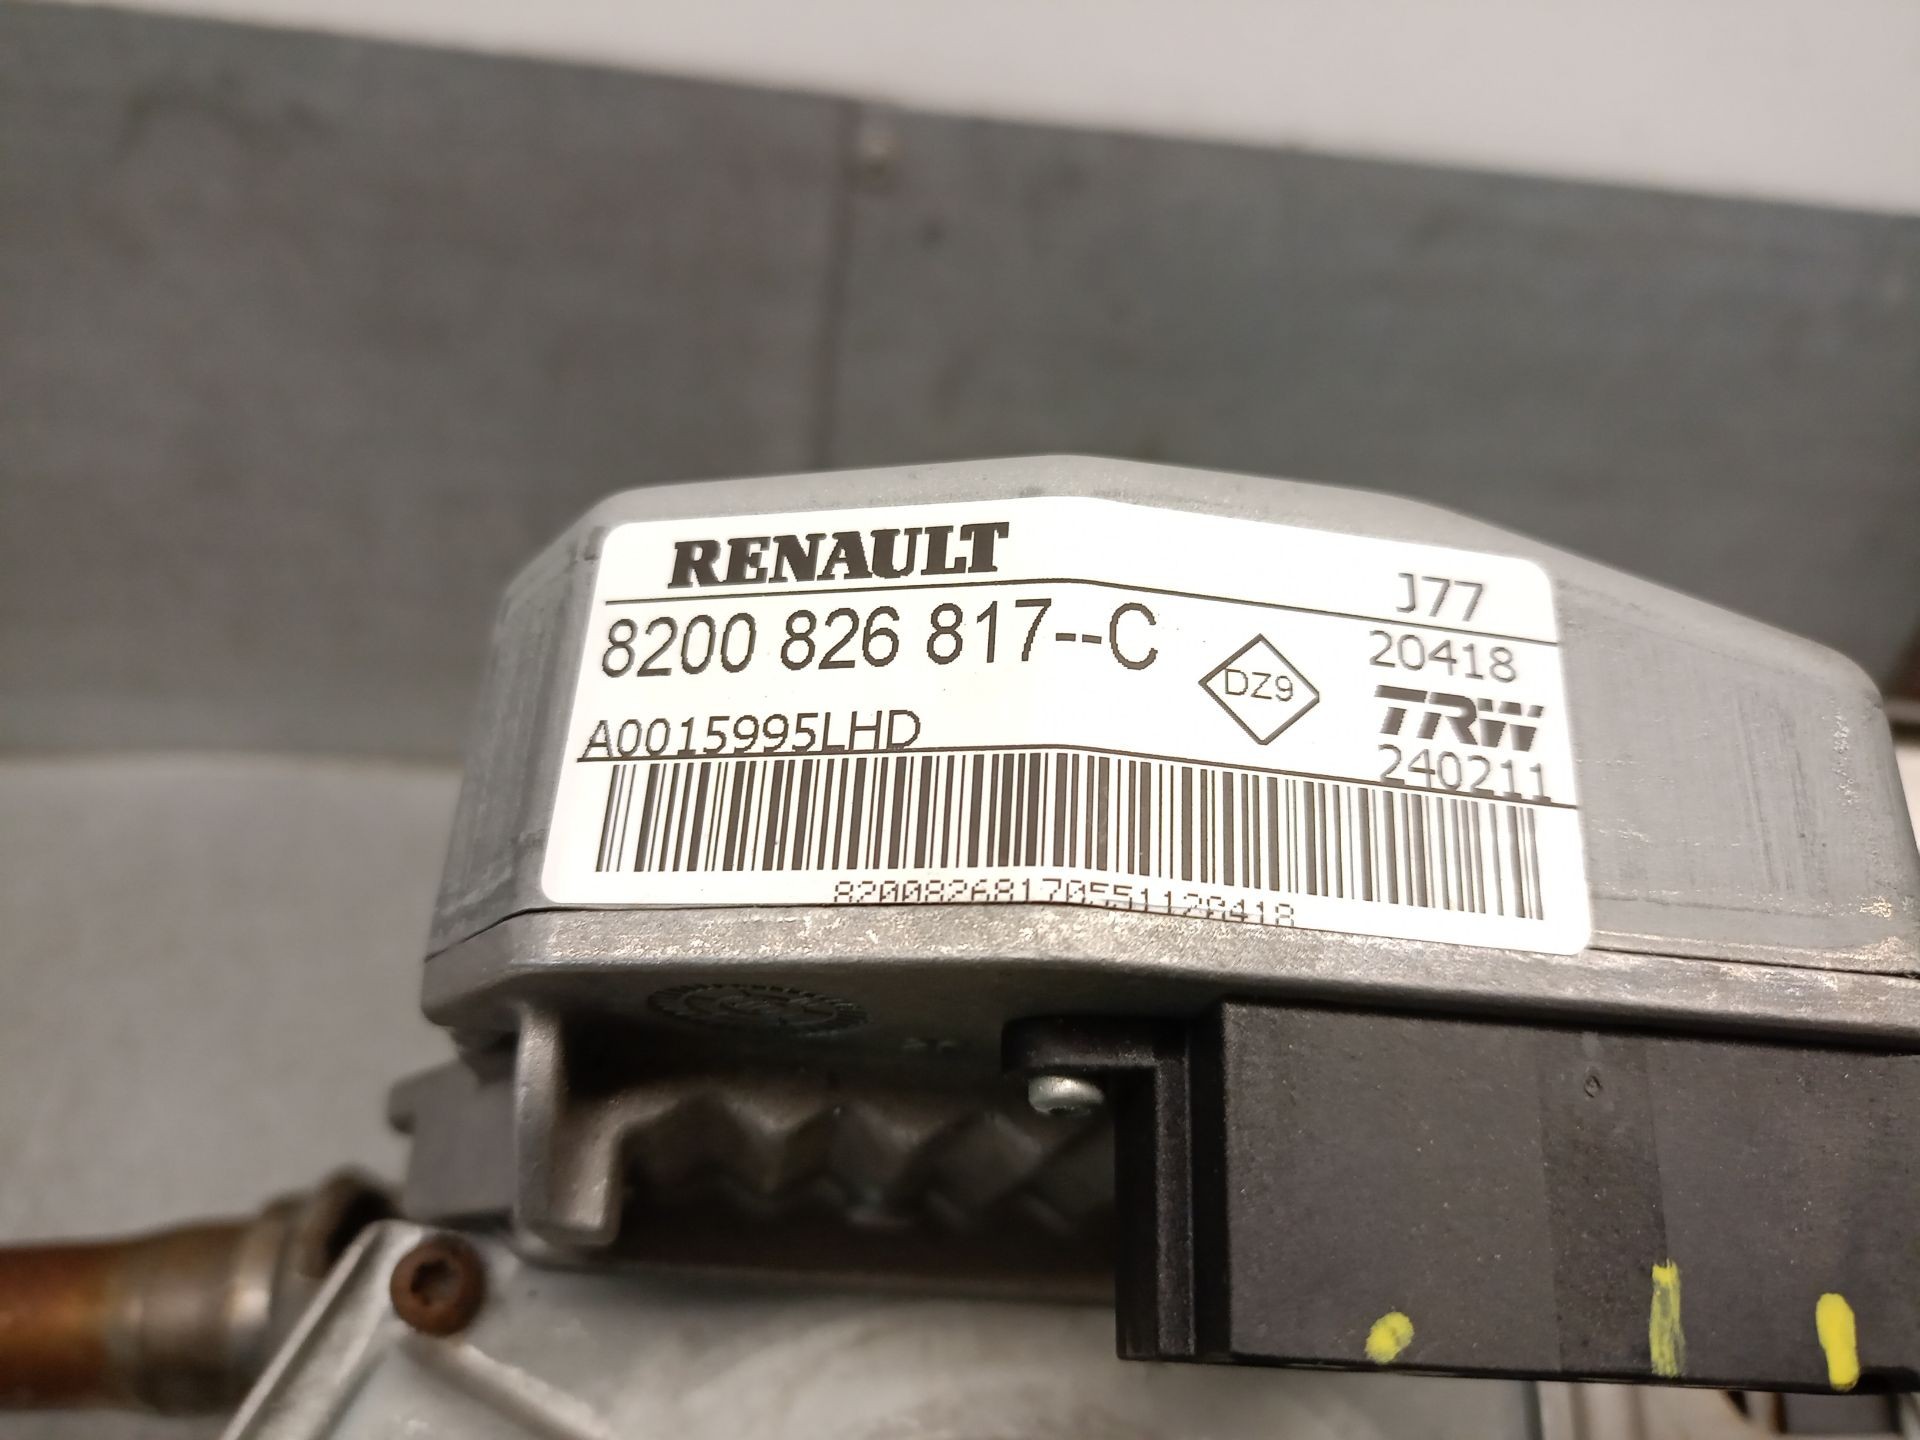 RENAULT
J77
8200 826 817--C
DZ9
20418
TRW
A0015995LHD
240211